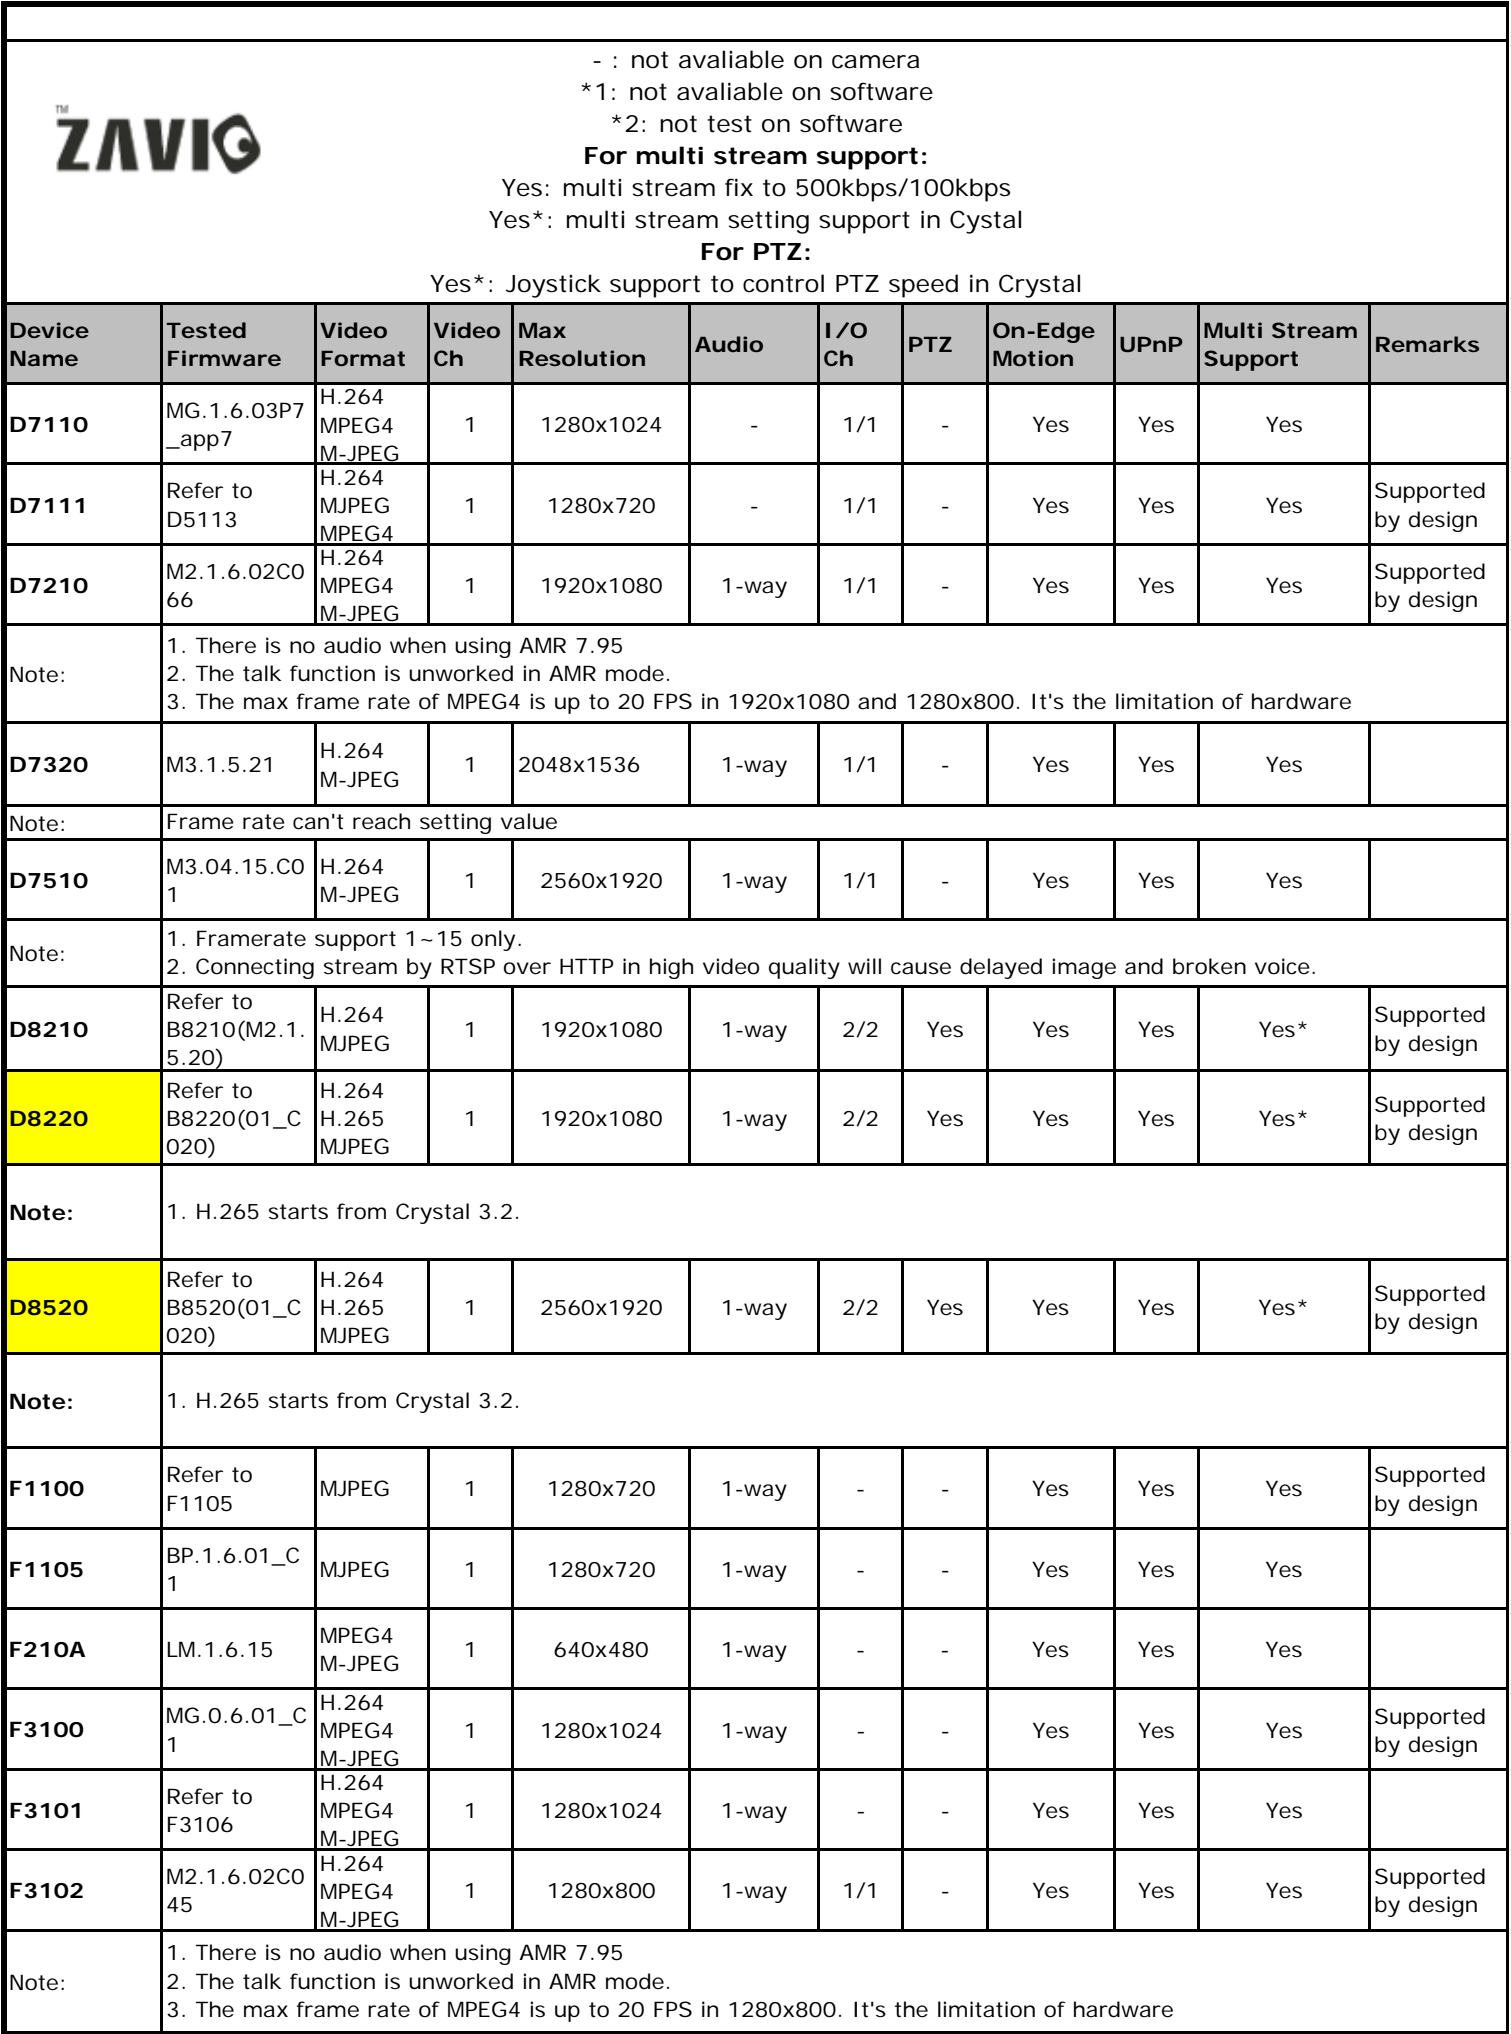 TM
ZAVIO
- : not avaliable on camera
*1: not avaliable on software
*2: not test on software
For multi stream support:
Yes: multi stream fix to 500kbps/100kbps
Yes*: multi stream setting support in Cystal
For PTZ:
Yes*: Joystick support to control PTZ speed in Crystal
Device Name Tested Firmware Video Format Video Ch Max Resolution Audio I/O Ch PTZ On-Edge Motion UPnP Multi Stream Support Remarks
D7110 MG.1.6.03P7_app7 H.264 MPEG4 M-JPEG 1 1280x1024 - 1/1 - Yes Yes Yes
D7111 Refer to D5113 H.264 MJPEG MPEG4 1 1280x720 - 1/1 - Yes Yes Yes Supported by design
D7210 M2.1.6.02C066 H.264 MPEG4 M-JPEG 1 1920x1080 1-way 1/1 - Yes Yes Yes Supported by design
Note: 1. There is no audio when using AMR 7.95
2. The talk function is unworked in AMR mode.
3. The max frame rate of MPEG4 is up to 20 FPS in 1920x1080 and 1280x800. It's the limitation of hardware
D7320 M3.1.5.21 H.264 M-JPEG 1 2048x1536 1-way 1/1 - Yes Yes Yes
Note: Frame rate can't reach setting value
D7510 M3.04.15.C01 H.264 M-JPEG 1 2560x1920 1-way 1/1 - Yes Yes Yes
Note: 1. Framerate support 1~15 only.
2. Connecting stream by RTSP over HTTP in high video quality will cause delayed image and broken voice.
D8210 Refer to B8210(M2.1.5.20) H.264 MJPEG 1 1920x1080 1-way 2/2 Yes Yes Yes Yes* Supported by design
D8220 Refer to B8220(01_C020) H.264 H.265 MJPEG 1 1920x1080 1-way 2/2 Yes Yes Yes Yes* Supported by design
Note: 1. H.265 starts from Crystal 3.2.
D8520 Refer to B8520(01_C020) H.264 H.265 MJPEG 1 2560x1920 1-way 2/2 Yes Yes Yes Yes* Supported by design
Note: 1. H.265 starts from Crystal 3.2.
F1100 Refer to F1105 MJPEG 1 1280x720 1-way - - Yes Yes Yes Supported by design
F1105 BP.1.6.01_C1 MJPEG 1 1280x720 1-way - - Yes Yes Yes
F210A LM.1.6.15 MPEG4 M-JPEG 1 640x480 1-way - - Yes Yes Yes
F3100 MG.0.6.01_C1 H.264 MPEG4 M-JPEG 1 1280x1024 1-way - - Yes Yes Yes Supported by design
F3101 Refer to F3106 H.264 MPEG4 M-JPEG 1 1280x1024 1-way - - Yes Yes Yes
F3102 M2.1.6.02C045 H.264 MPEG4 M-JPEG 1 1280x800 1-way 1/1 - Yes Yes Yes Supported by design
Note: 1. There is no audio when using AMR 7.95
2. The talk function is unworked in AMR mode.
3. The max frame rate of MPEG4 is up to 20 FPS in 1280x800. It's the limitation of hardware